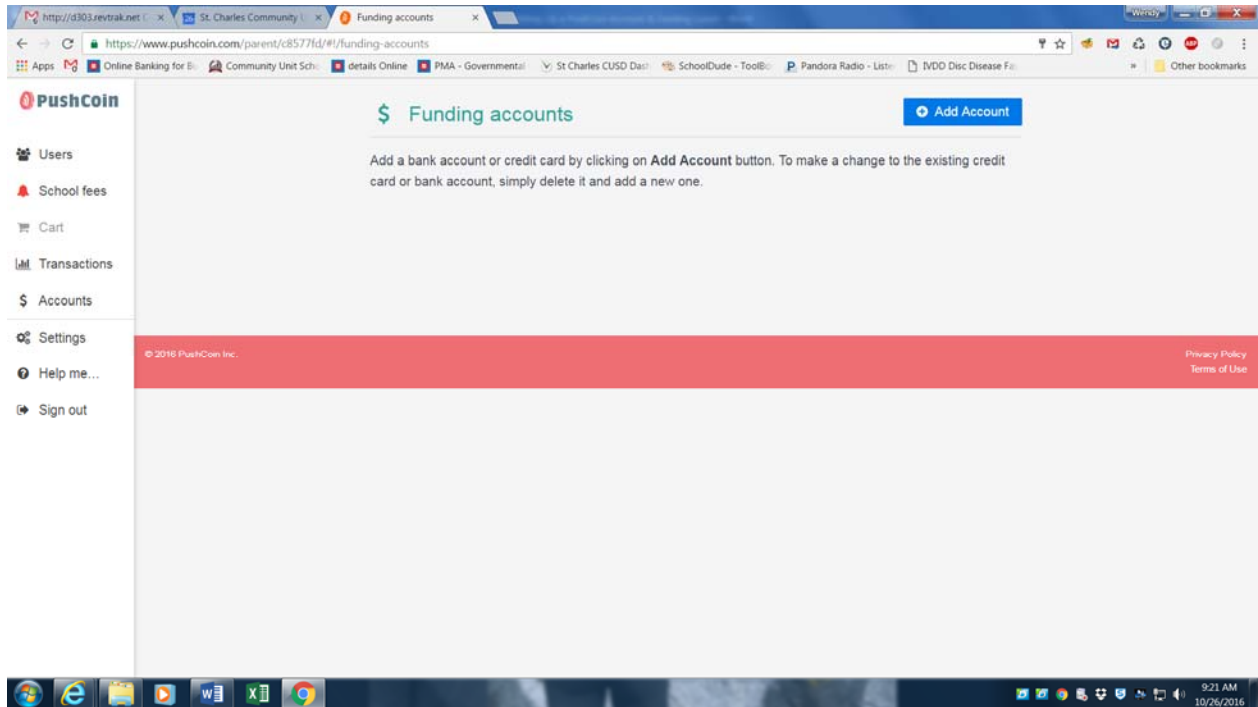 http://d303.revtrak.net
St. Charles Community
Funding accounts
Wendy
https://www.pushcoin.com/parent/c8577fd/#!/funding-accounts
Apps
Online Banking for B
Community Unit Scho
details Online
PMA - Governmental
St Charles CUSD Dash
SchoolDude - ToolBo
Pandora Radio - Liste
IVDD Disc Disease Fa
»
Other bookmarks
PushCoin
Users
School fees
Cart
Transactions
$ Accounts
Settings
Help me...
Sign out
$ Funding accounts
Add Account
Add a bank account or credit card by clicking on Add Account button. To make a change to the existing credit
card or bank account, simply delete it and add a new one.
© 2016 PushCoin Inc.
Privacy Policy
Terms of Use
9:21 AM
10/26/2016